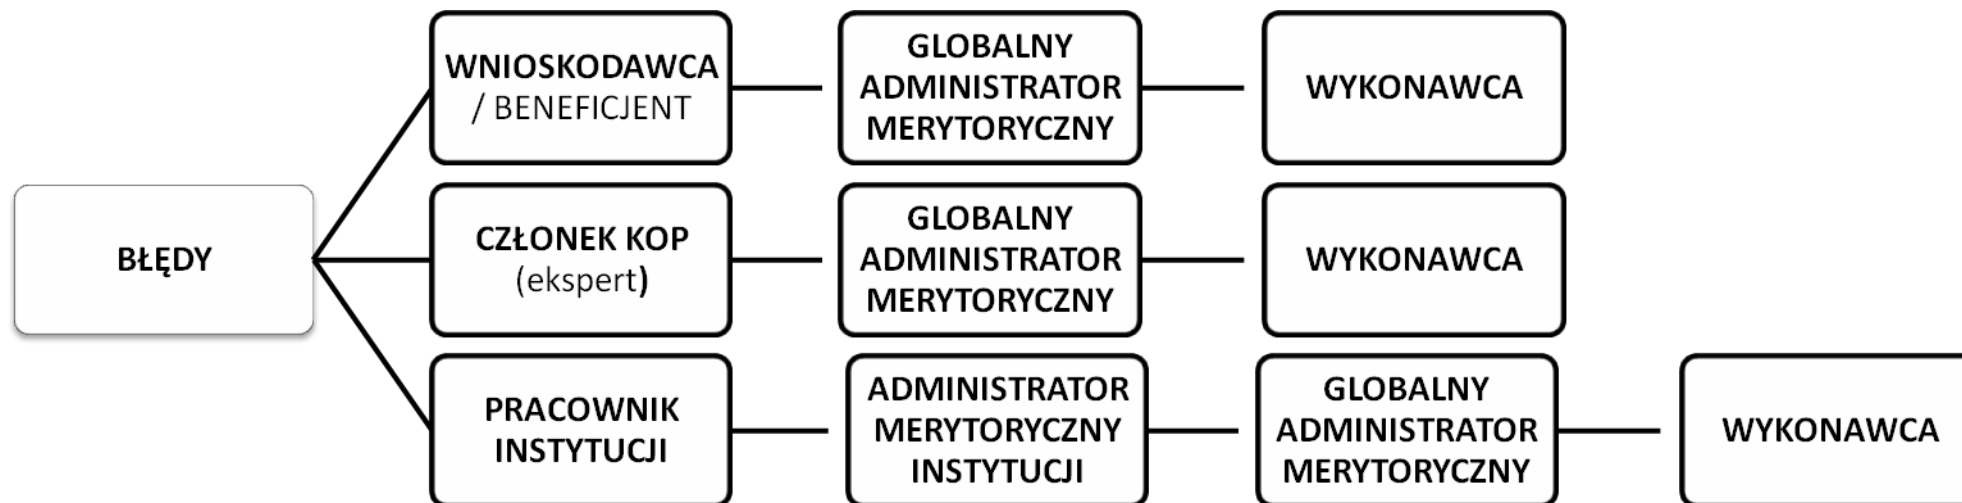 BŁĘDY
WNIOSKODAWCA
/ BENEFICJENT
GLOBALNY
ADMINISTRATOR
MERYTORYCZNY
WYKONAWCA
CZŁONEK KOP
(ekspert)
GLOBALNY
ADMINISTRATOR
MERYTORYCZNY
WYKONAWCA
PRACOWNIK
INSTYTUCJI
ADMINISTRATOR
MERYTORYCZNY
INSTYTUCJI
GLOBALNY
ADMINISTRATOR
MERYTORYCZNY
WYKONAWCA